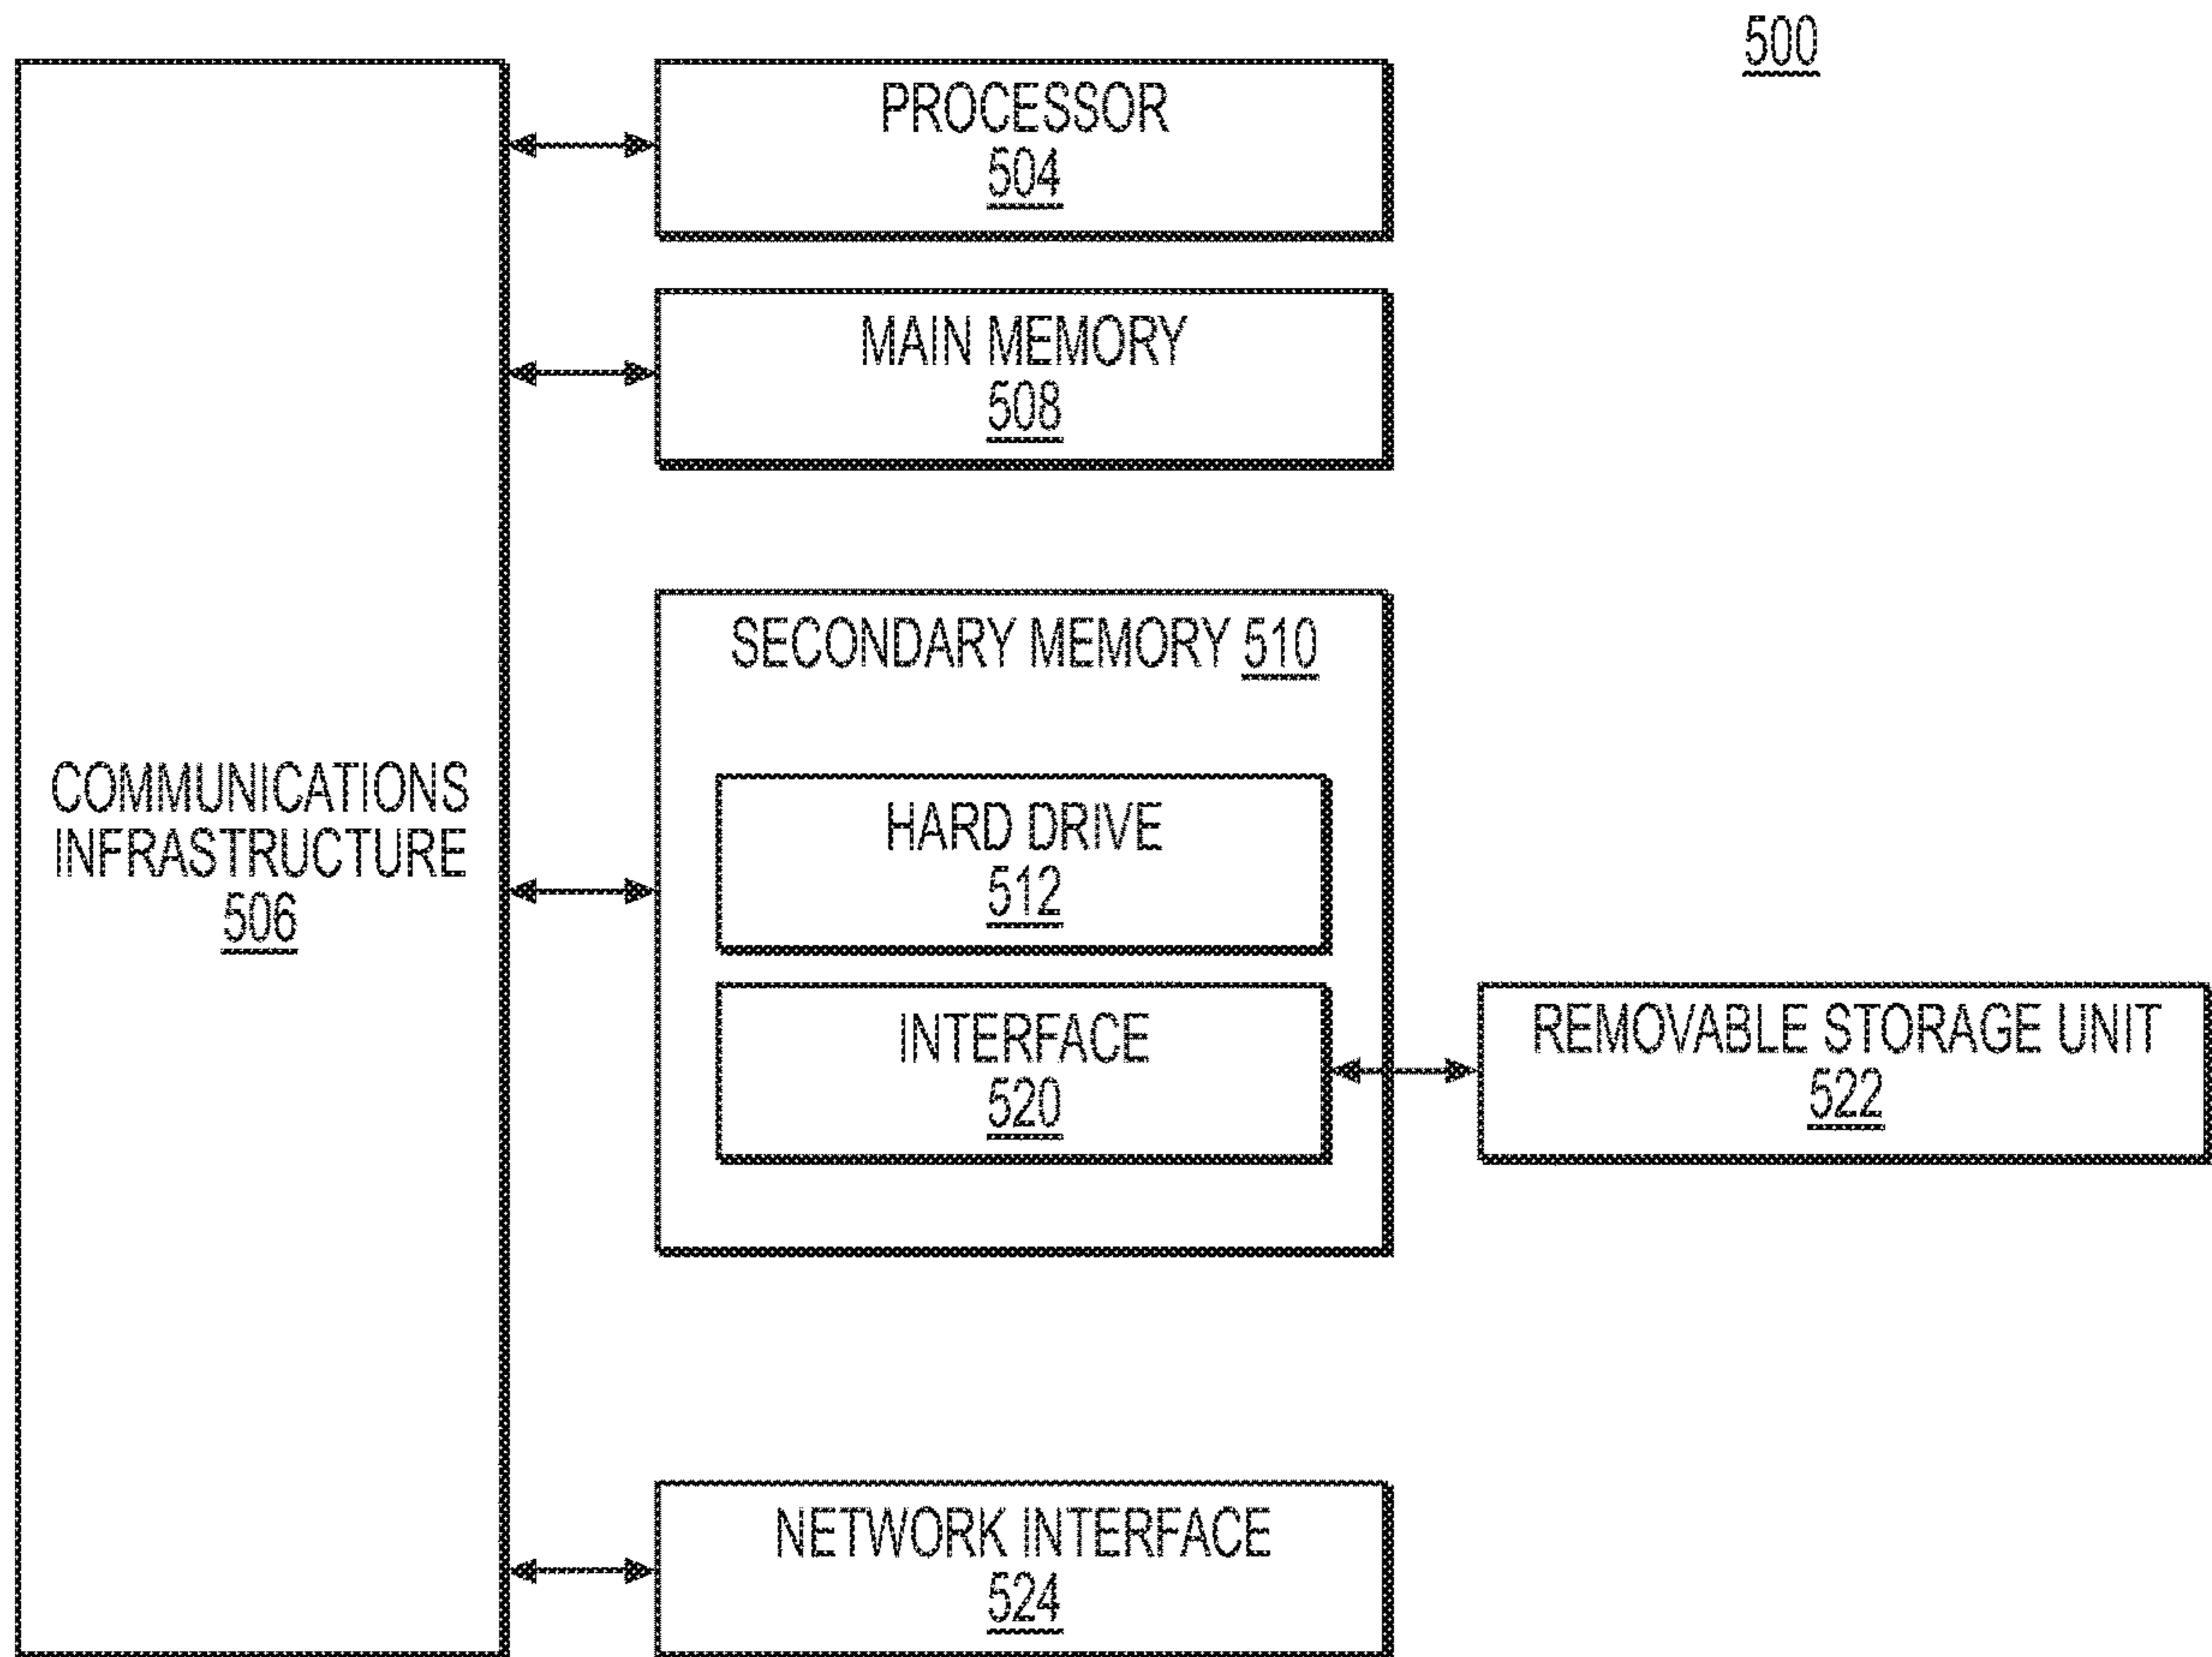 500
PROCESSOR
504
MAIN MEMORY
508
SECONDARY MEMORY 510
COMMUNICATIONS
INFRASTRUCTURE
506
HARD DRIVE
512
INTERFACE
520
REMOVABLE STORAGE UNIT
522
NETWORK INTERFACE
524